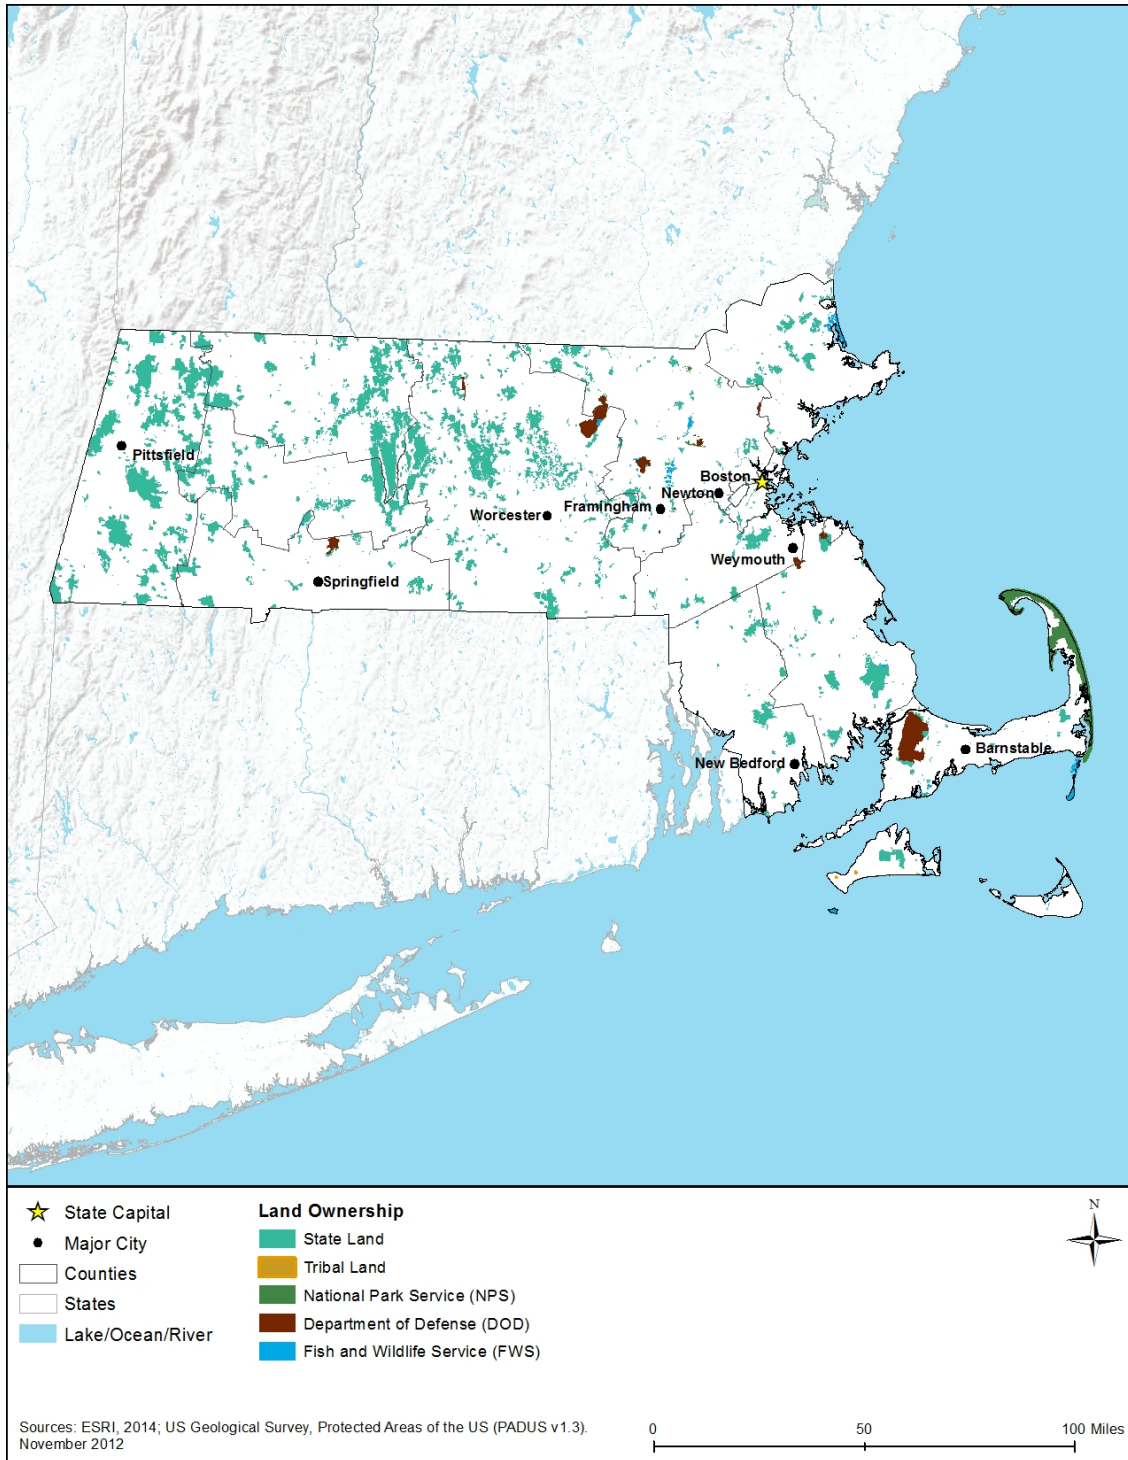 Pittsfield
Boston
Newton
Framingham
Worcester
Weymouth
Springfield
Barnstable
New Bedford
State Capital
Major City
Counties
States
Lake/Ocean/River
Land Ownership
State Land
Tribal Land
National Park Service (NPS)
Department of Defense (DOD)
Fish and Wildlife Service (FWS)
N
Sources: ESRI, 2014; US Geological Survey, Protected Areas of the US (PADUS v1.3).
November 2012
0 50 100 Miles